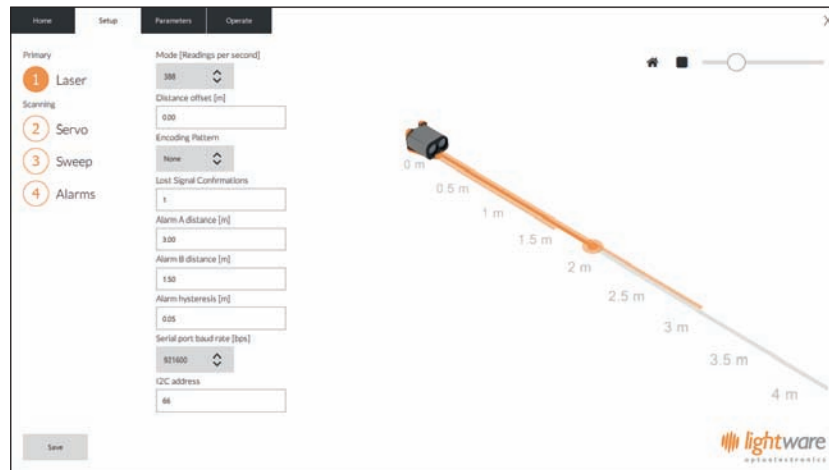 Home
Setup
Parameters
Operate
Primary
1 Laser
Scanning
2 Servo
3 Sweep
4 Alarms
Save
Mode [Readings per second]
388
Distance offset [m]
0.00
Encoding Pattern
None
Lost Signal Confirmations
1
Alarm A distance [m]
3.00
Alarm B distance [m]
1.50
Alarm hysteresis [m]
0.05
Serial port baud rate [bps]
921600
I2C address
66
0 m
0.5 m
1 m
1.5 m
2 m
2.5 m
3 m
3.5 m
4 m
lightware
optoelectronics